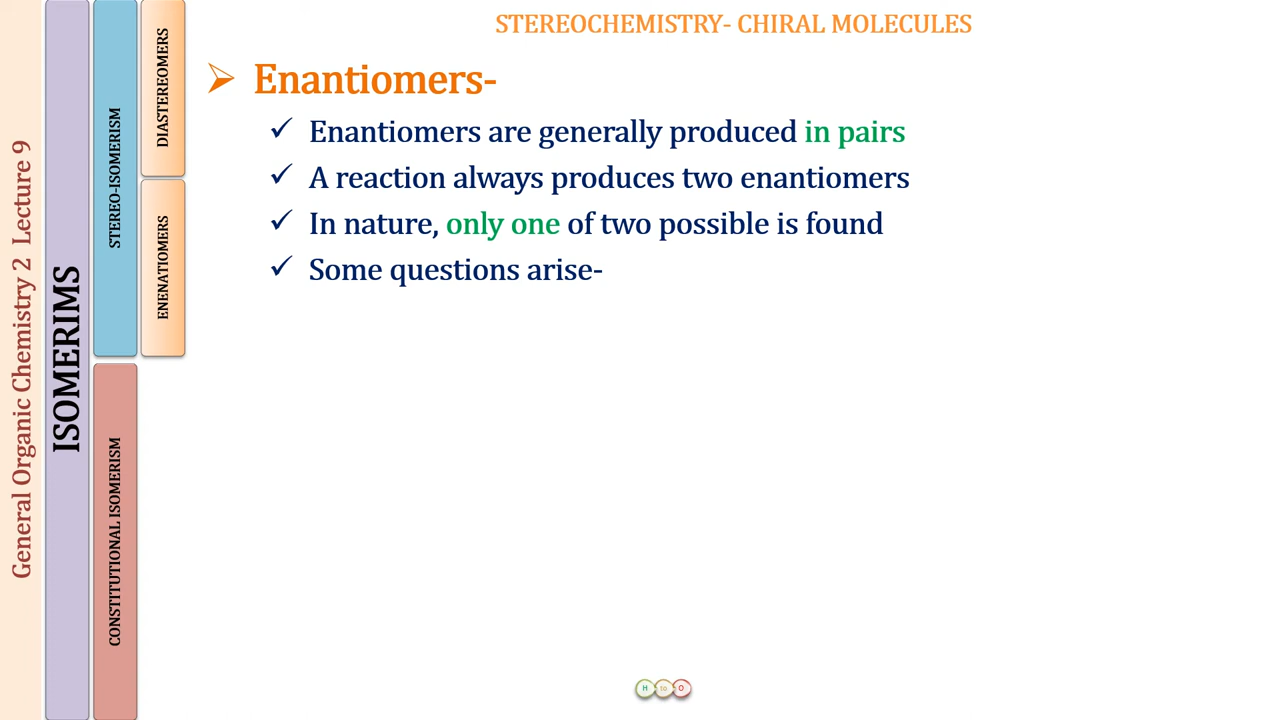 STEREOCHEMISTRY- CHIRAL MOLECULES
General Organic Chemistry 2 Lecture 9
ISOMERIMS
STEREO-ISOMERISM
CONSTITUTIONAL ISOMERISM
DIASTEREOMERS
ENENATIOMERS
Enantiomers-
Enantiomers are generally produced in pairs
A reaction always produces two enantiomers
In nature, only one of two possible is found
Some questions arise-
H to O